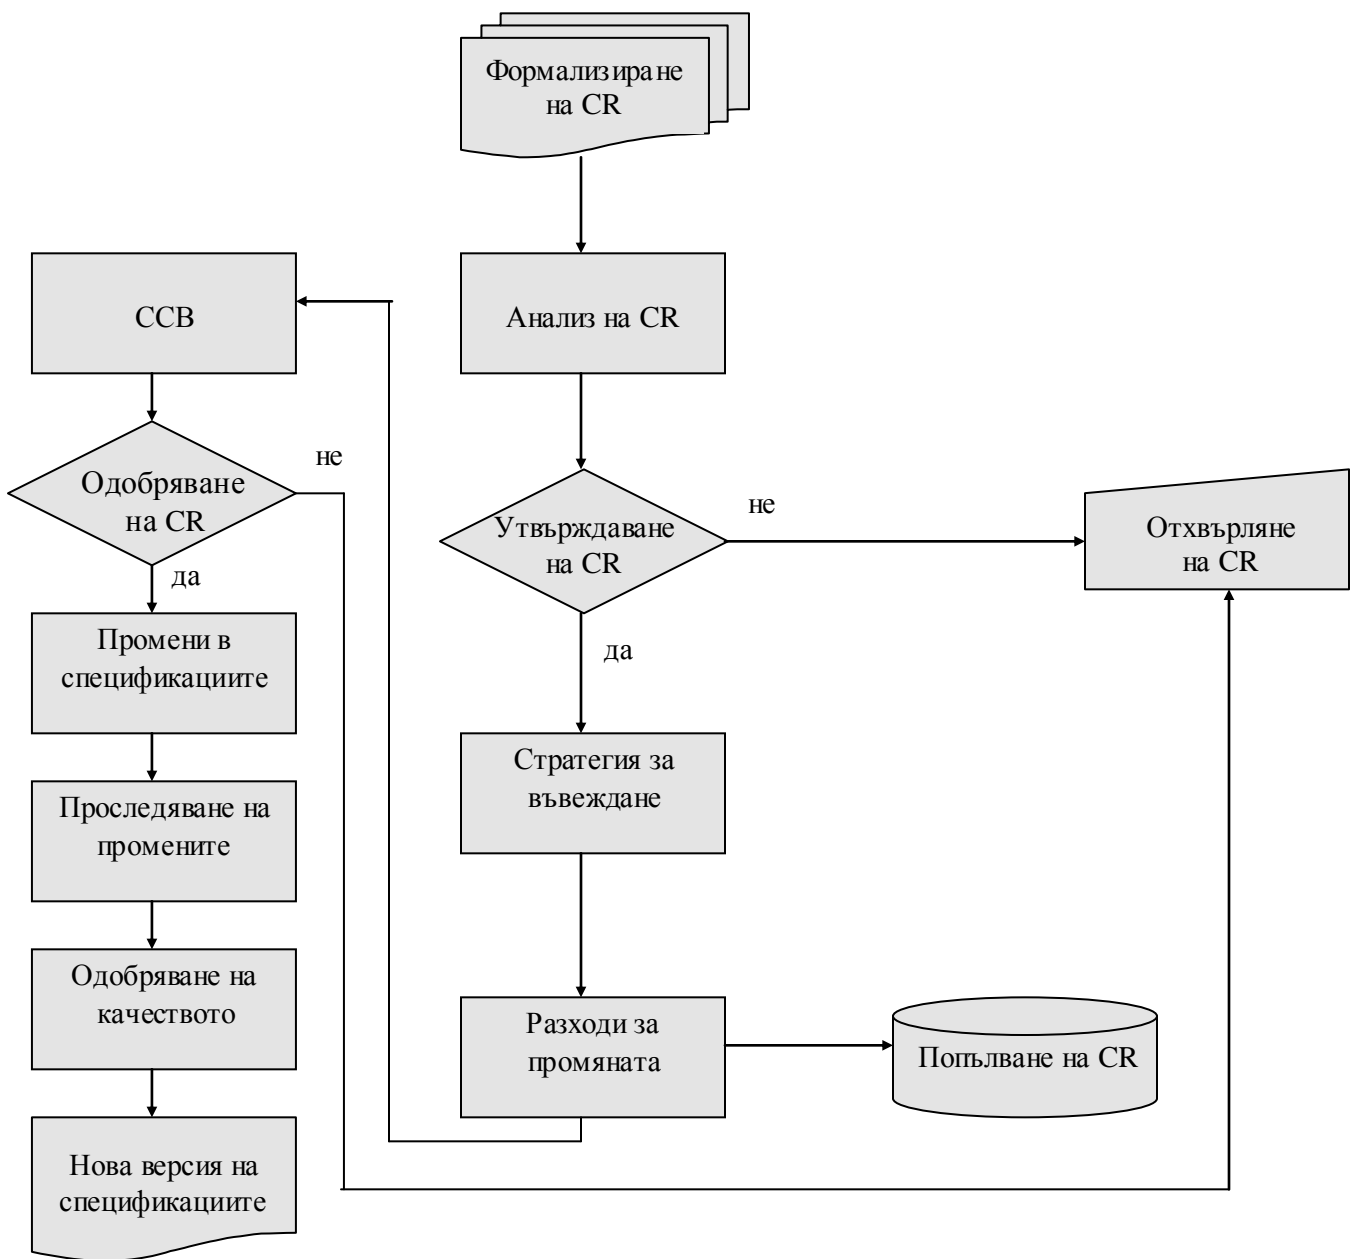 Формализиране
на CR
ССВ
Анализ на CR
не
Одобряване
на CR
да
не
Утвърждаване
на CR
да
Отхвърляне
на CR
Промени в
спецификациите
Стратегия за
въвеждане
Проследяване на
промените
Одобряване на
качеството
Разходи за
промяната
Попълване на CR
Нова версия на
спецификациите